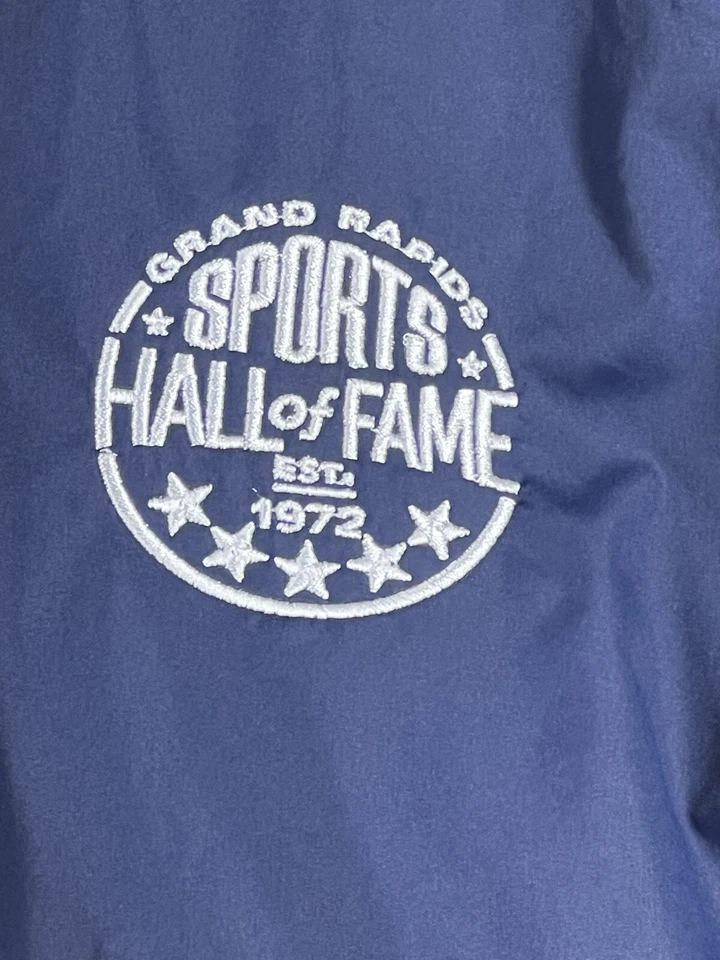 GRAND RAPIDS
SPORTS
HALL of FAME
EST.
1972